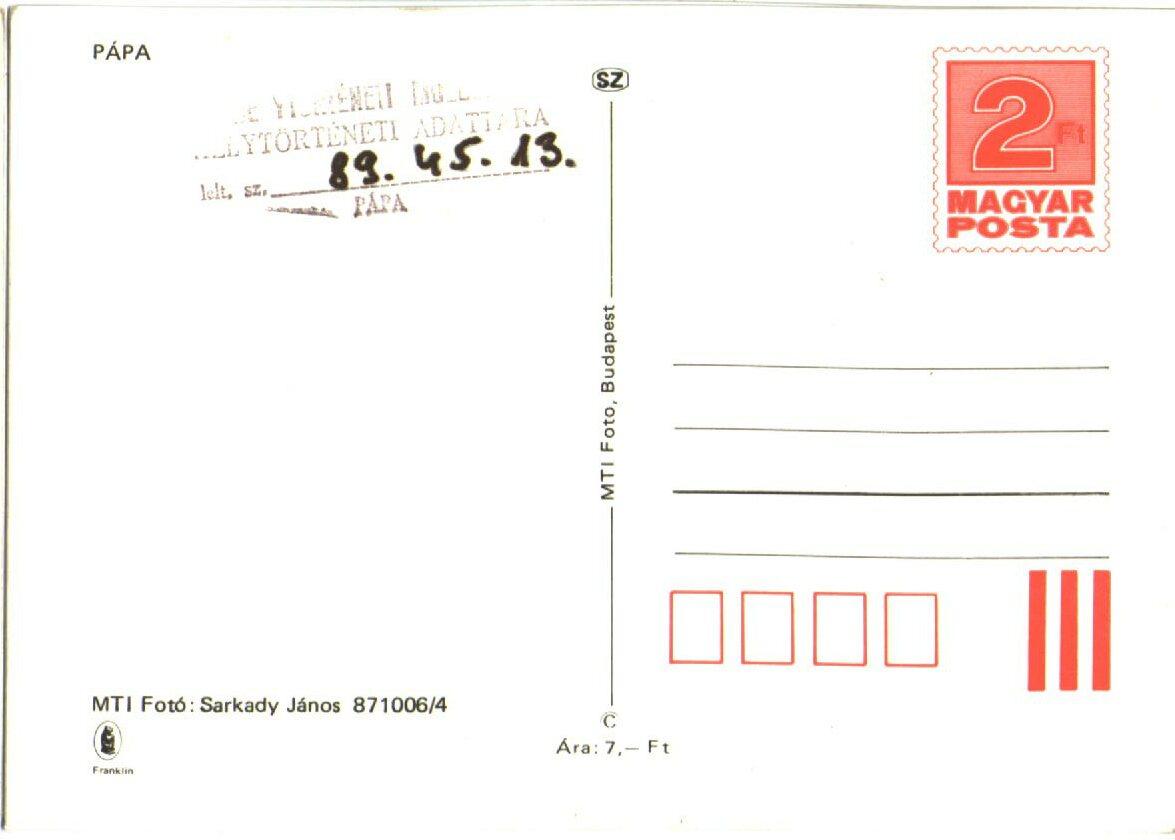 PÁPA
SZ
HELYTÖRTÉNETI ADATTÁRA
lelt. sz. 89. 45. 13.
PÁPA
2 Ft
MAGYAR
POSTA
MTI Foto, Budapest
MTI Fotó: Sarkady János 871006/4
Franklin
C
Ára: 7,— Ft